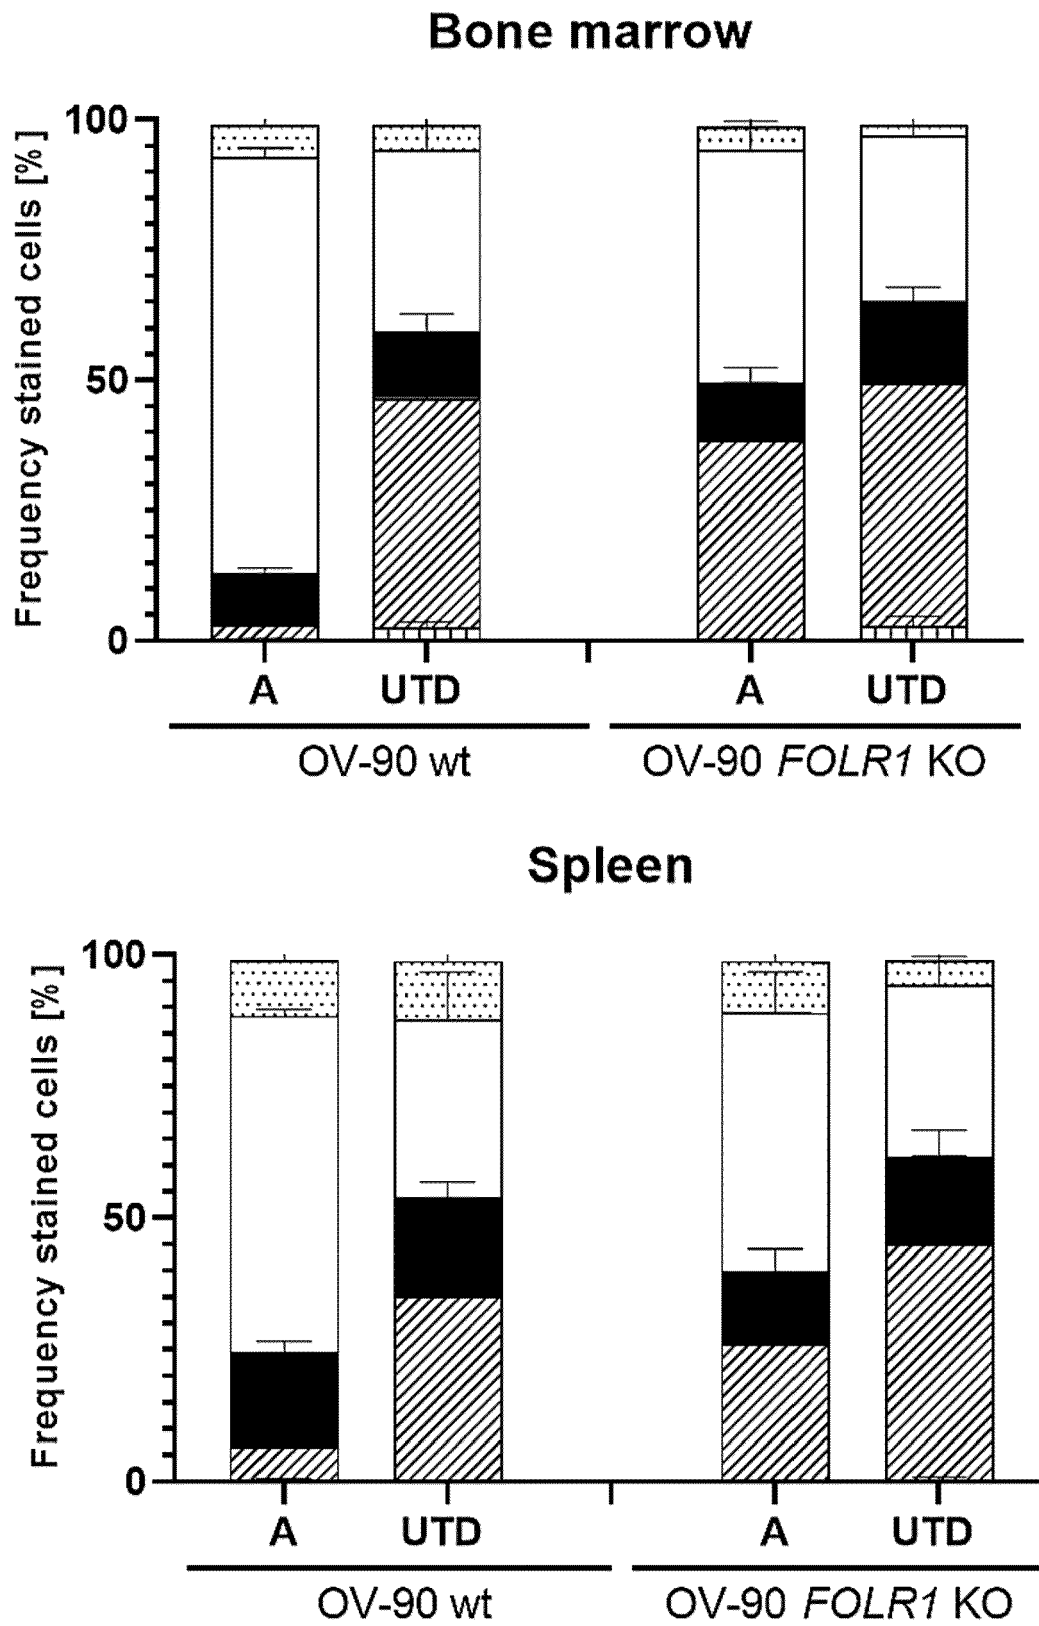 Bone marrow
Frequency stained cells [%]
100
50
0
A UTD A UTD
OV-90 wt OV-90 FOLR1 KO
Spleen
Frequency stained cells [%]
100
50
0
A UTD A UTD
OV-90 wt OV-90 FOLR1 KO